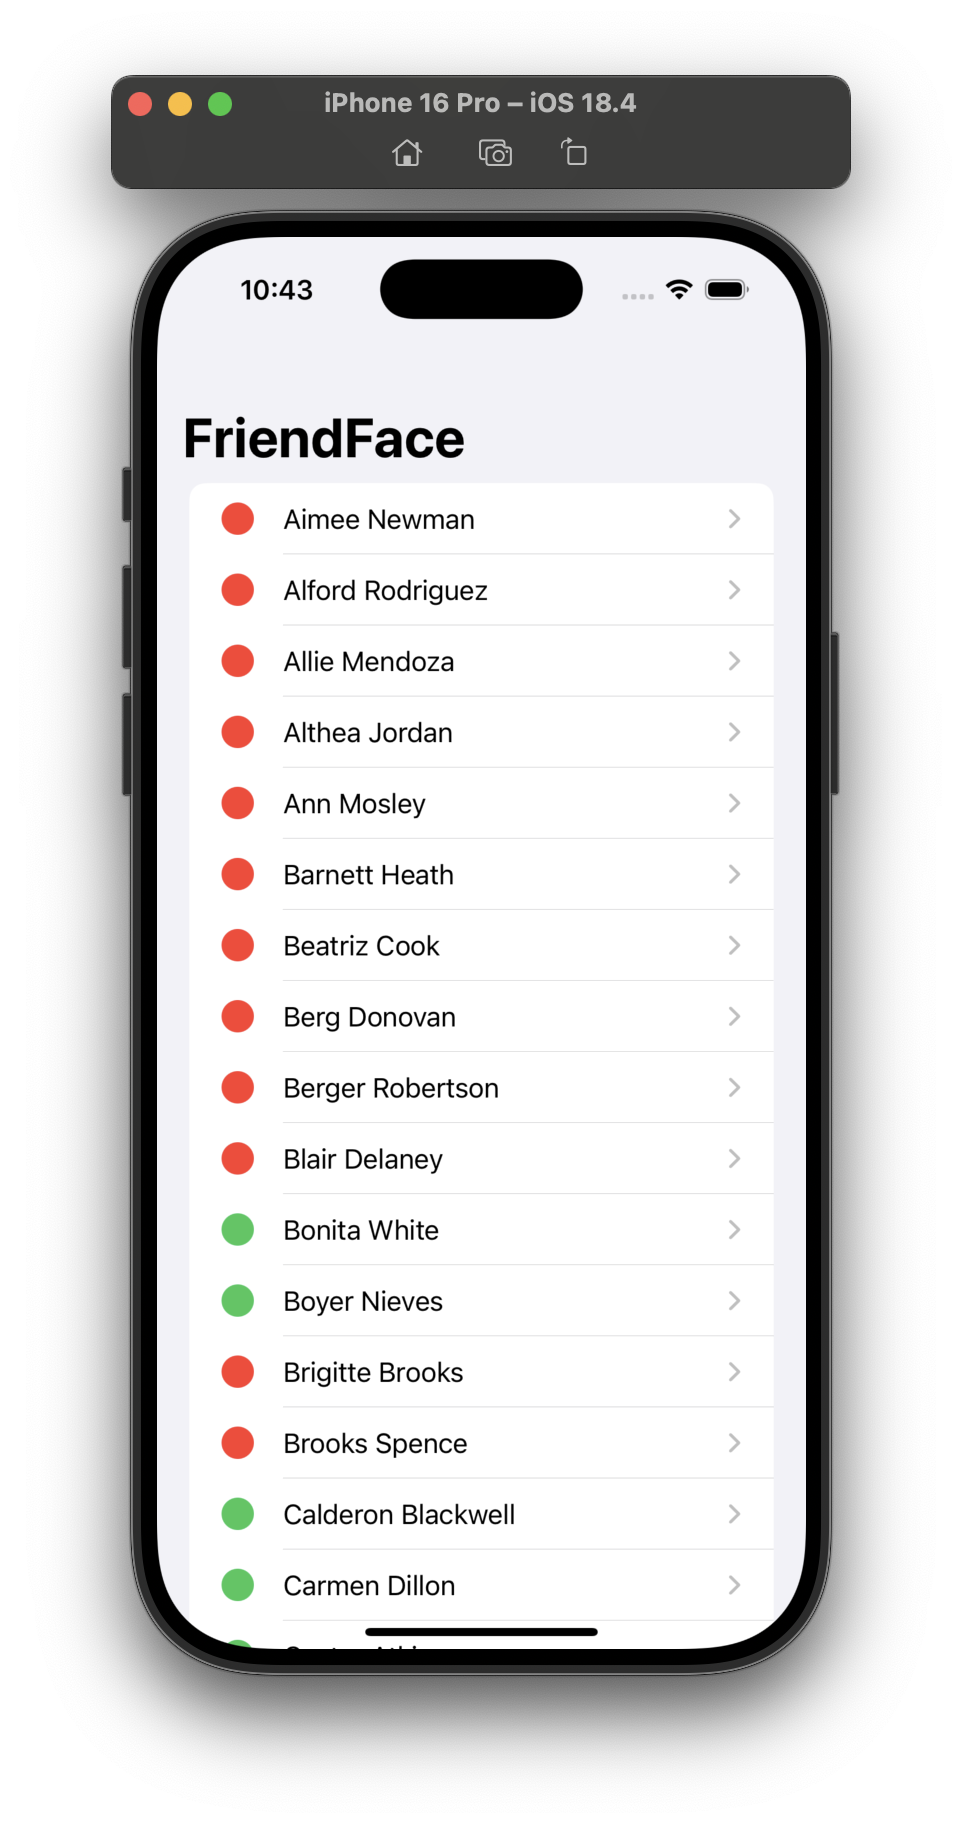 iPhone 16 Pro – iOS 18.4
10:43
FriendFace
Aimee Newman
Alford Rodriguez
Allie Mendoza
Althea Jordan
Ann Mosley
Barnett Heath
Beatriz Cook
Berg Donovan
Berger Robertson
Blair Delaney
Bonita White
Boyer Nieves
Brigitte Brooks
Brooks Spence
Calderon Blackwell
Carmen Dillon